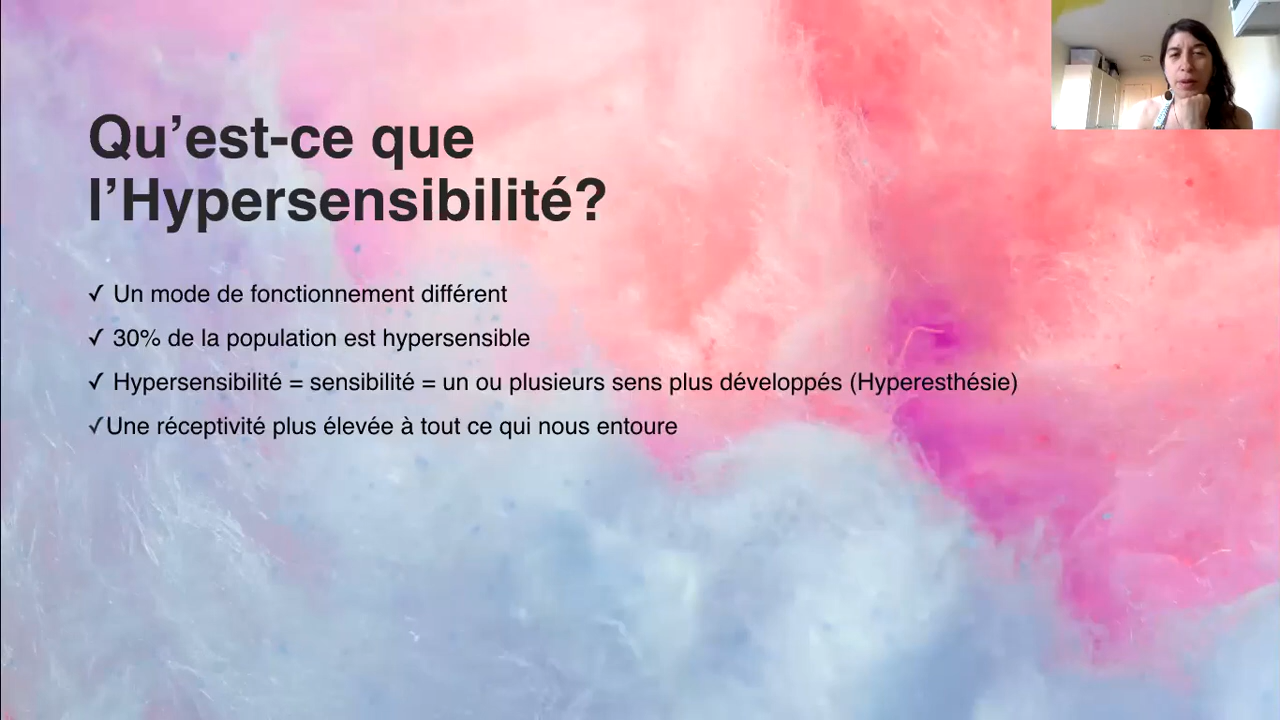 Qu’est-ce que
l’Hypersensibilité?
✓ Un mode de fonctionnement différent
✓ 30% de la population est hypersensible
✓ Hypersensibilité = sensibilité = un ou plusieurs sens plus développés (Hyperesthésie)
✓Une réceptivité plus élevée à tout ce qui nous entoure